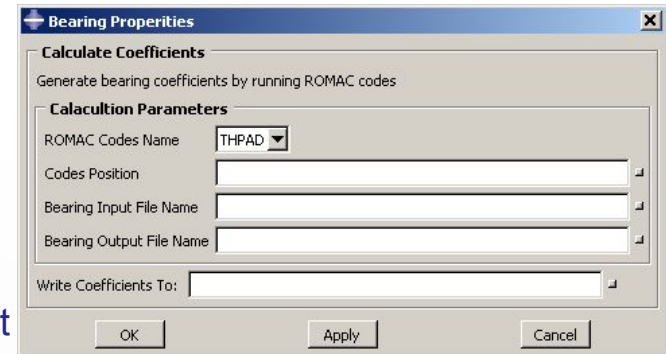 Bearing Properities
Calculate Coefficients
Generate bearing coefficients by running ROMAC codes
Calacultion Parameters
ROMAC Codes Name THPAD
Codes Position
Bearing Input File Name
Bearing Output File Name
Write Coefficients To:
t
OK Apply Cancel